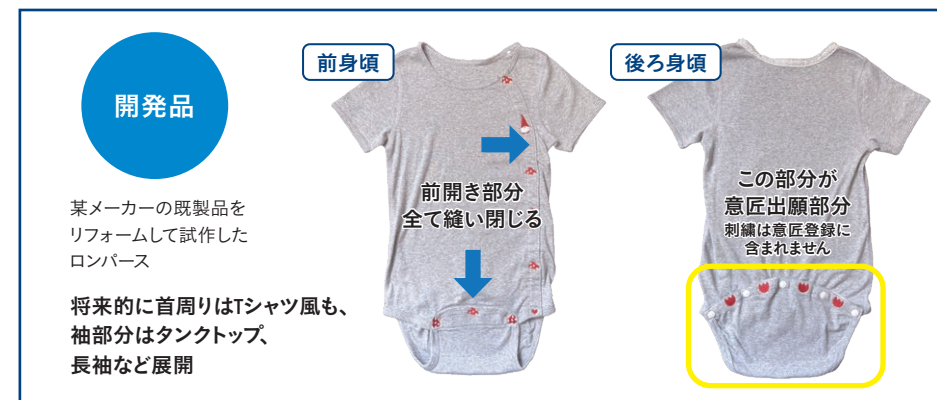 開発品
某メーカーの既製品を
リフォームして試作した
ロンパース
将来的に首周りはTシャツ風も、
袖部分はタンクトップ、
長袖など展開
前身頃
前開き部分
全て縫い閉じる
後ろ身頃
この部分が
意匠出願部分
刺繍は意匠登録に
含まれません